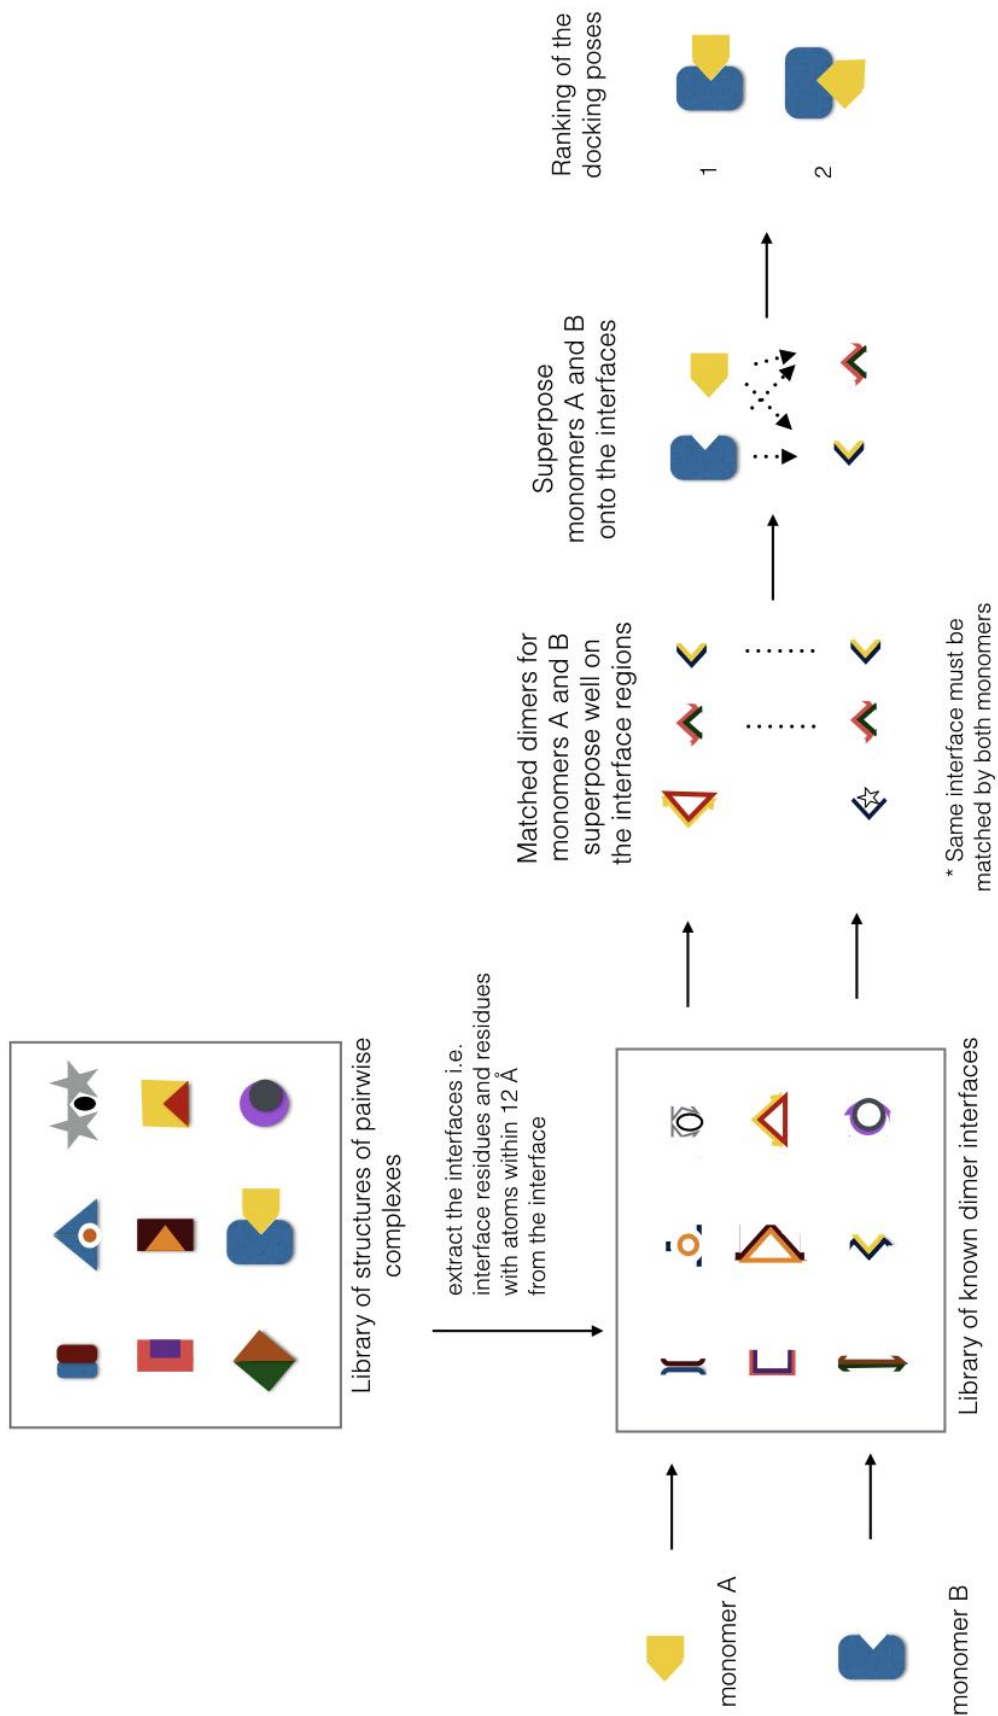 Library of structures of pairwise
complexes
extract the interfaces i.e.
interface residues and residues
with atoms within 12 Å
from the interface
monomer A
monomer B
Library of known dimer interfaces
Matched dimers for
monomers A and B
superpose well on
the interface regions
* Same interface must be
matched by both monomers
Superpose
monomers A and B
onto the interfaces
Ranking of the
docking poses
1
2